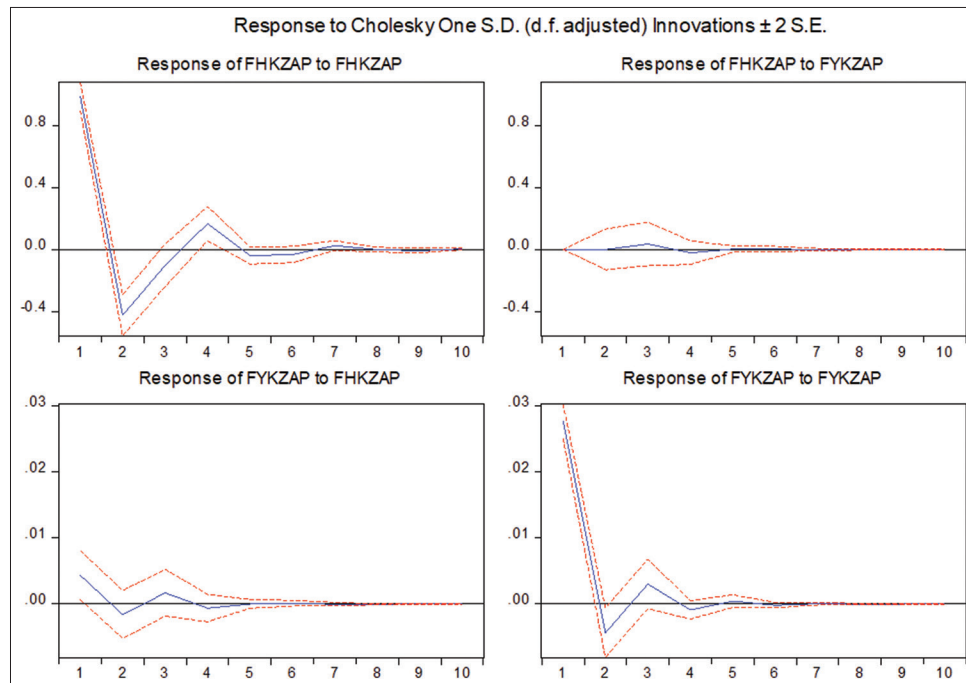 Response to Cholesky One S.D. (d.f. adjusted) Innovations ± 2 S.E.
Response of FHKZAP to FHKZAP
0.8
0.4
0.0
-0.4
1 2 3 4 5 6 7 8 9 10
Response of FHKZAP to FYKZAP
0.8
0.4
0.0
-0.4
1 2 3 4 5 6 7 8 9 10
Response of FYKZAP to FHKZAP
.03
.02
.01
.00
1 2 3 4 5 6 7 8 9 10
Response of FYKZAP to FYKZAP
.03
.02
.01
.00
1 2 3 4 5 6 7 8 9 10